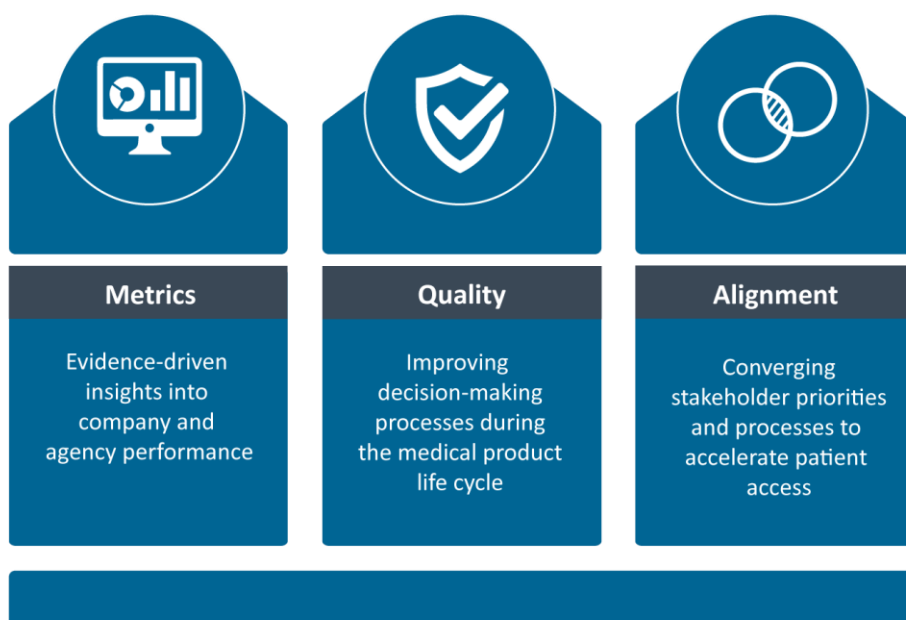 Metrics
Evidence-driven
insights into
company and
agency performance
Quality
Improving
decision-making
processes during
the medical product
life cycle
Alignment
Converging
stakeholder priorities
and processes to
accelerate patient
access